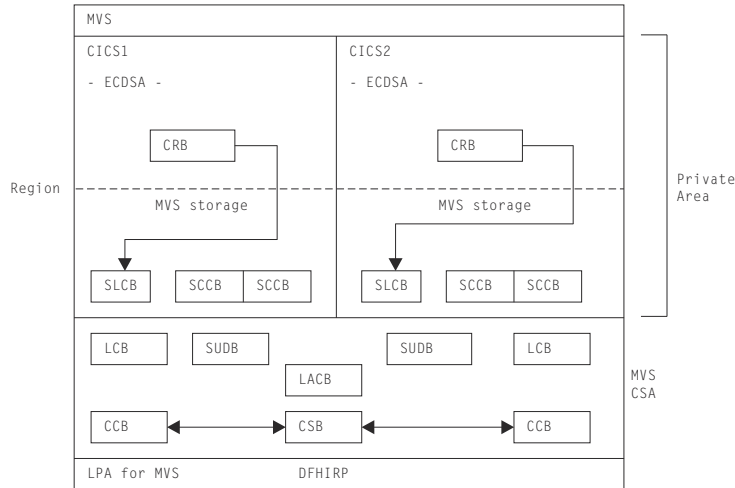 MVS
CICS1 CICS2
- ECDSA - - ECDSA -
CRB CRB
Private
Area
Region
MVS storage MVS storage
SLCB SCCB SCCB SLCB SCCB SCCB
LCB SUDB SUDB LCB
LACB
MVS
CSA
CCB CSB CCB
LPA for MVS DFHIRP